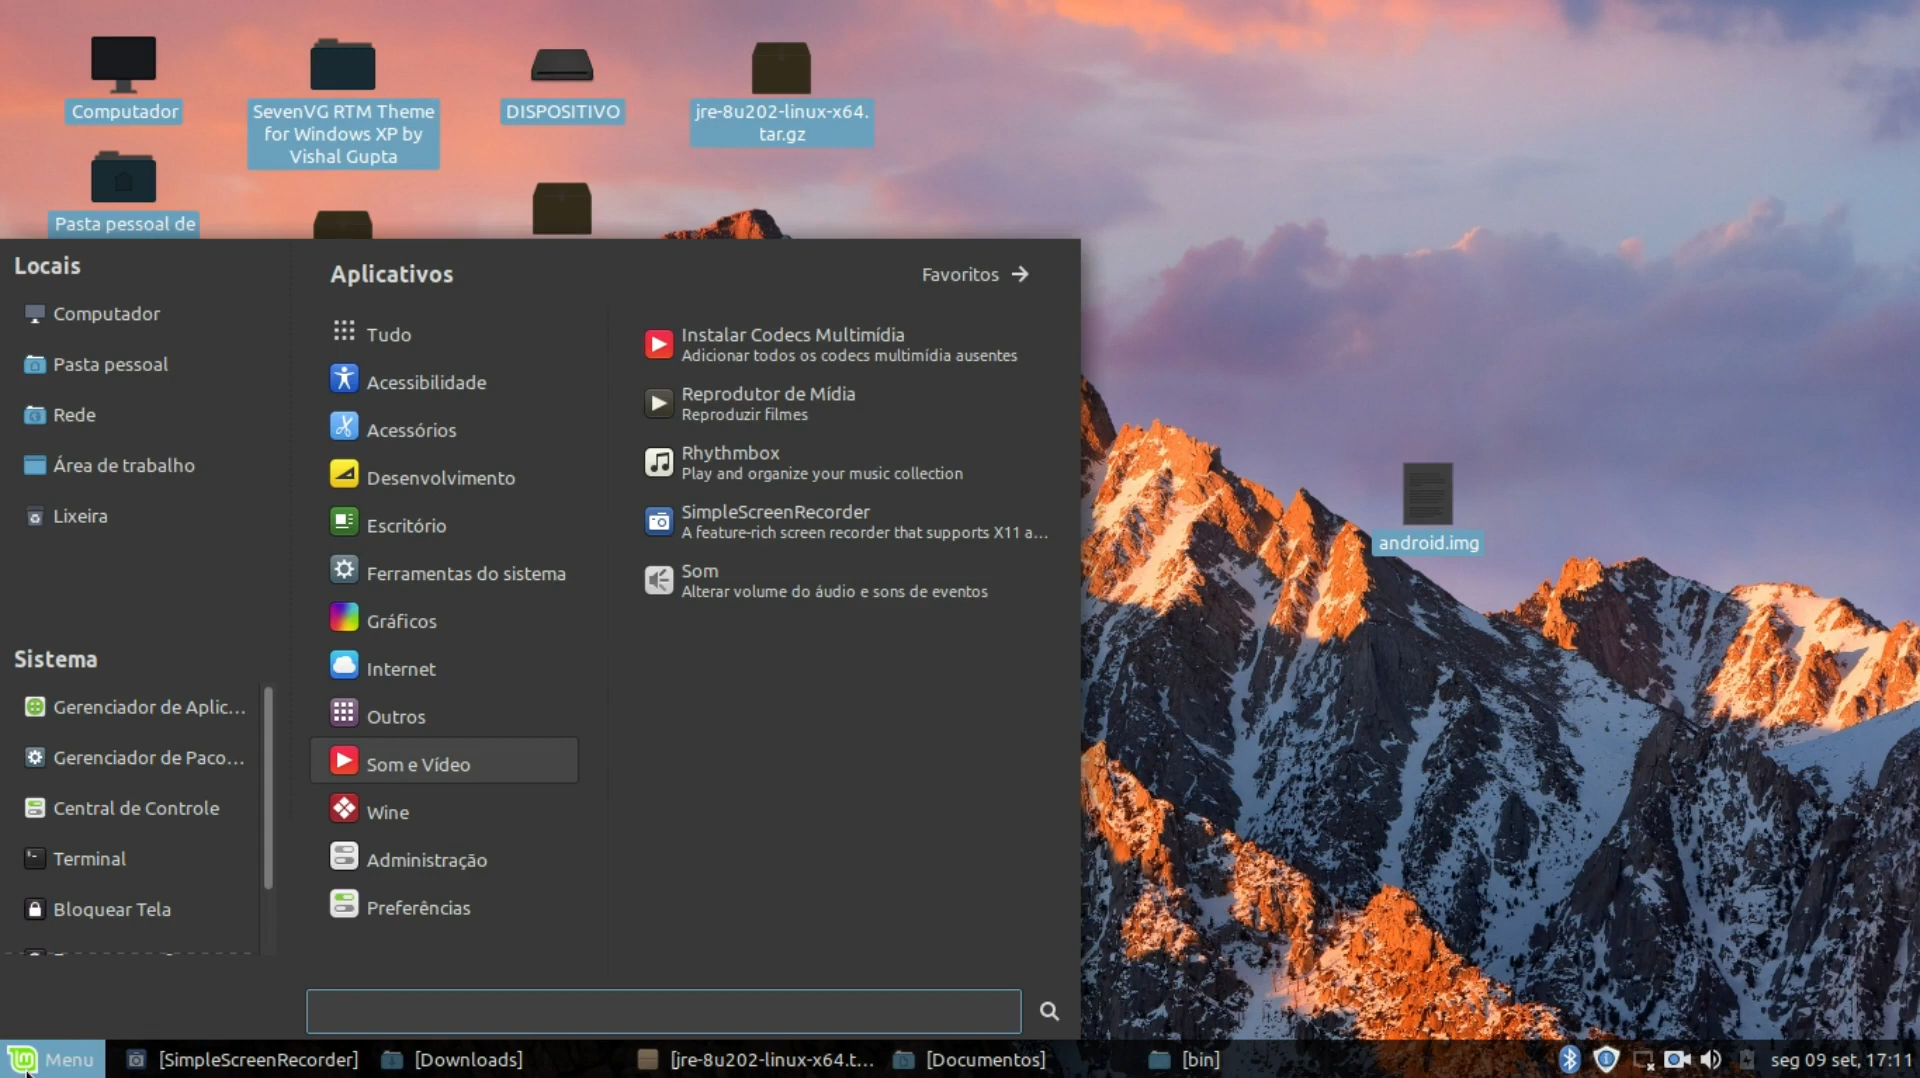 Computador
SevenVG RTM Theme
for Windows XP by
Vishal Gupta
DISPOSITIVO
jre-8u202-linux-x64.
tar.gz
Pasta pessoal de
android.img
Locais
Computador
Pasta pessoal
Rede
Área de trabalho
Lixeira
Sistema
Gerenciador de Aplic...
Gerenciador de Paco...
Central de Controle
Terminal
Bloquear Tela
Aplicativos
Favoritos
Tudo
Acessibilidade
Acessórios
Desenvolvimento
Escritório
Ferramentas do sistema
Gráficos
Internet
Outros
Som e Vídeo
Wine
Administração
Preferências
Instalar Codecs Multimídia
Adicionar todos os codecs multimídia ausentes
Reprodutor de Mídia
Reproduzir filmes
Rhythmbox
Play and organize your music collection
SimpleScreenRecorder
A feature-rich screen recorder that supports X11 a...
Som
Alterar volume do áudio e sons de eventos
Menu
[SimpleScreenRecorder]
[Downloads]
[jre-8u202-linux-x64.t...
[Documentos]
[bin]
seg 09 set, 17:11